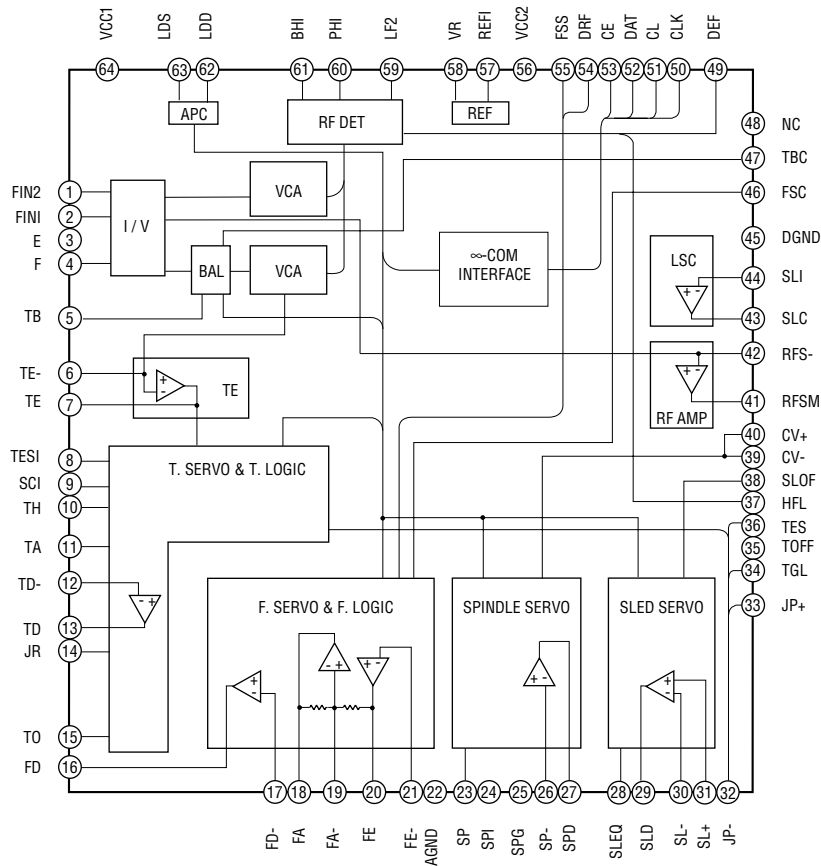 VCC1
LDS
LDD
BHI
PHI
LF2
VR
REFI
VCC2
FSS
DRF
CE
DAT
CL
CLK
DEF
64
63
62
61
60
59
58
57
56
55
54
53
52
51
50
49
APC
RF DET
REF
48 NC
47 TBC
46 FSC
45 DGND
44 SLI
43 SLC
42 RFS-
41 RFSM
40 CV+
39 CV-
38 SLOF
37 HFL
36 TES
35 TOFF
34 TGL
33 JP+
FIN2 1
FINI 2
E 3
F 4
TB 5
TE- 6
TE 7
TESI 8
SCI 9
TH 10
TA 11
TD- 12
TD 13
JR 14
TO 15
FD 16
I / V
VCA
BAL
VCA
∞-COM
INTERFACE
LSC
+ -
+ -
RF AMP
+
-
TE
T. SERVO & T. LOGIC
- +
F. SERVO & F. LOGIC
+
-
- +
+ -
SPINDLE SERVO
+ -
SLED SERVO
+
-
17
18
19
20
21
22
23
24
25
26
27
28
29
30
31
32
FD-
FA
FA-
FE
FE-
AGND
SP
SPI
SPG
SP-
SPD
SLEQ
SLD
SL-
SL+
JP-